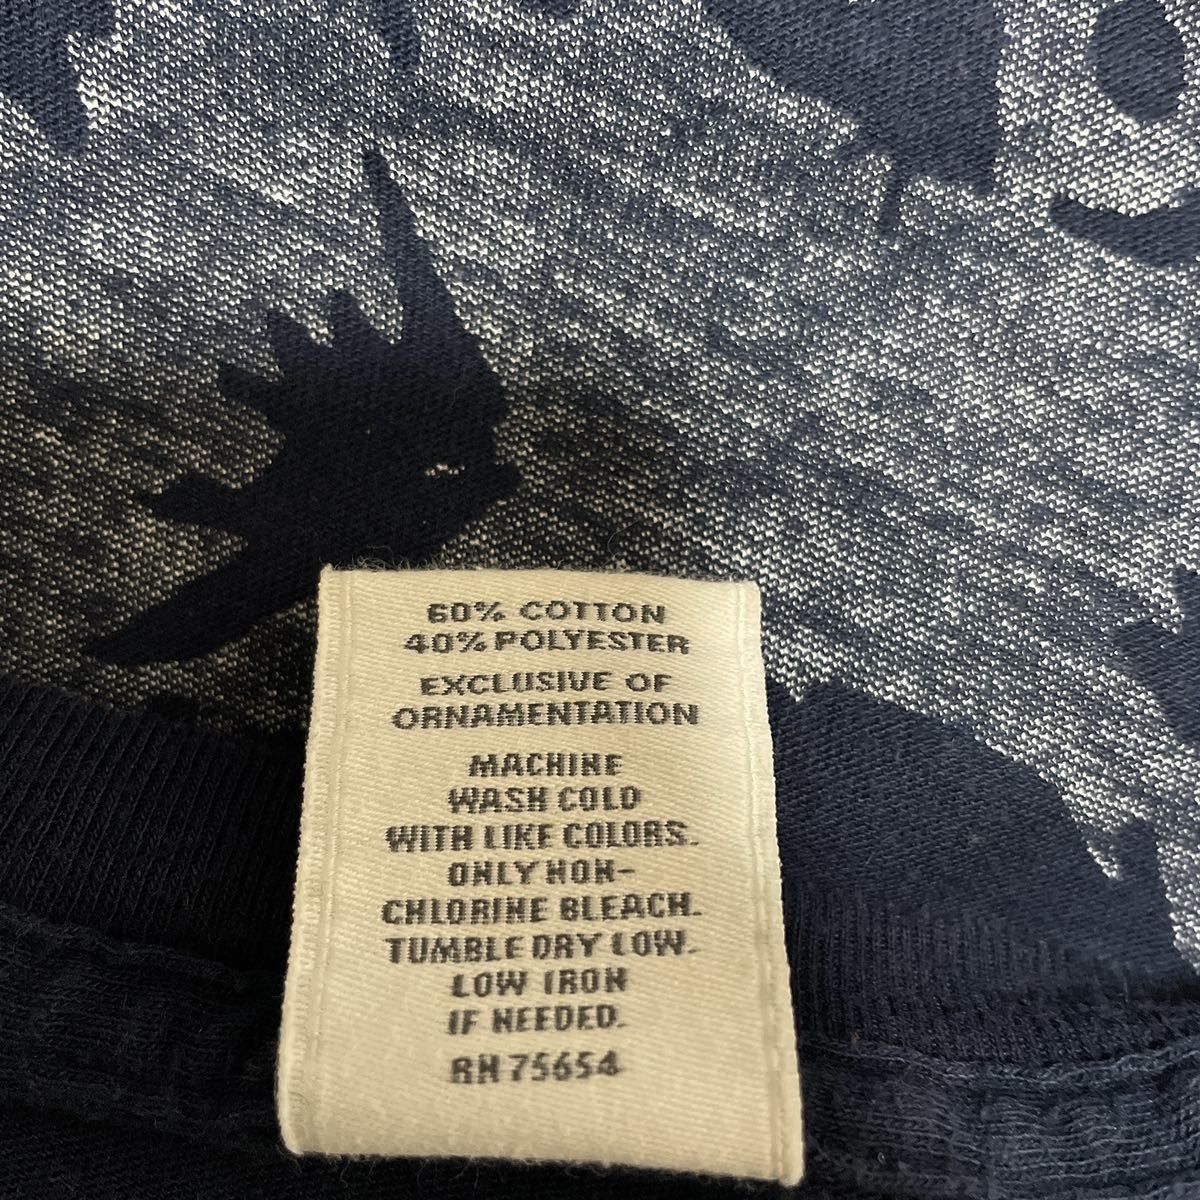 60% COTTON
40% POLYESTER
EXCLUSIVE OF
ORNAMENTATION
MACHINE
WASH COLD
WITH LIKE COLORS.
ONLY NON-
CHLORINE BLEACH.
TUMBLE DRY LOW.
LOW IRON
IF NEEDED.
RN 75654